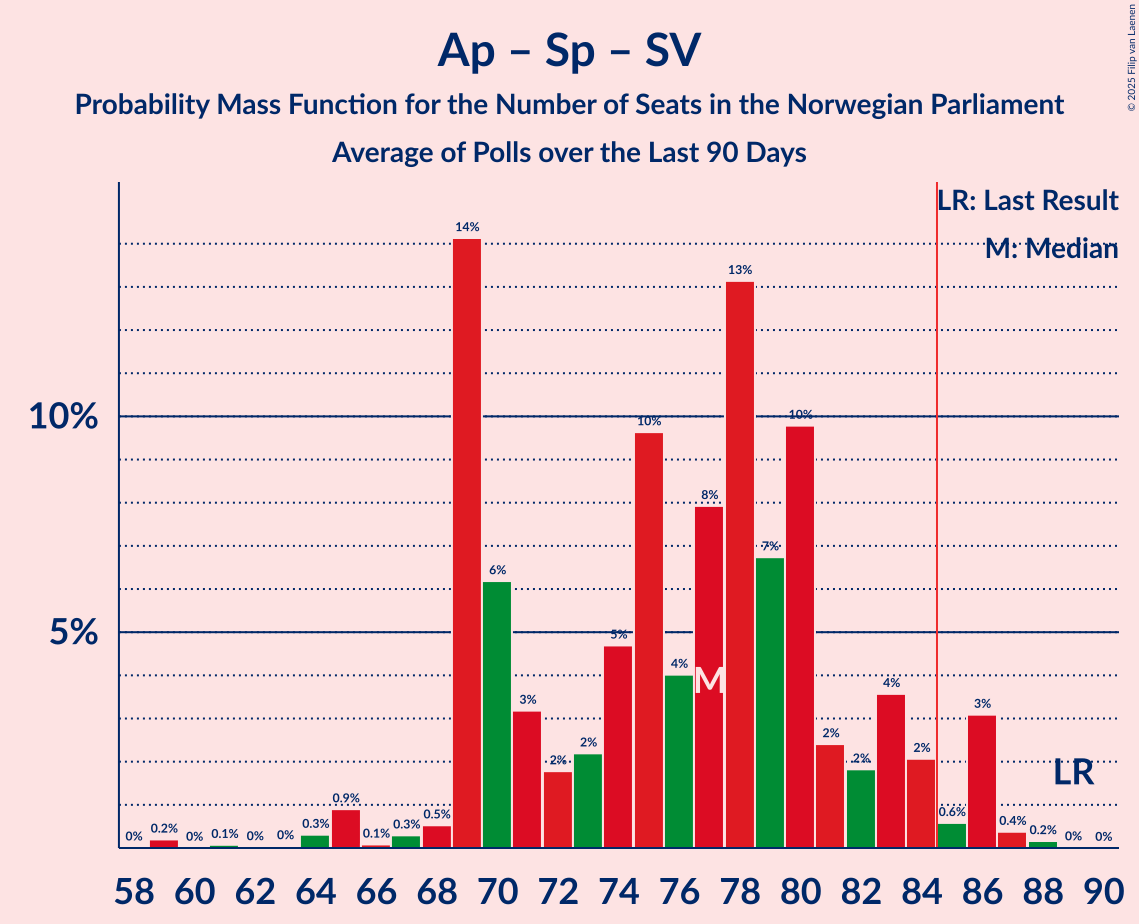 Ap – Sp – SV
Probability Mass Function for the Number of Seats in the Norwegian Parliament
Average of Polls over the Last 90 Days
© 2025 Filip van Laenen
LR: Last Result
M: Median
10%
5%
0% 0.2% 0% 0.1% 0% 0% 0.3% 0.9% 0.1% 0.3% 0.5% 14% 6% 3% 2% 2% 5% 10% 4% 8% 13% 7% 10% 2% 2% 4% 2% 0.6% 3% 0.4% 0.2% 0% 0%
M
LR
58 60 62 64 66 68 70 72 74 76 78 80 82 84 86 88 90